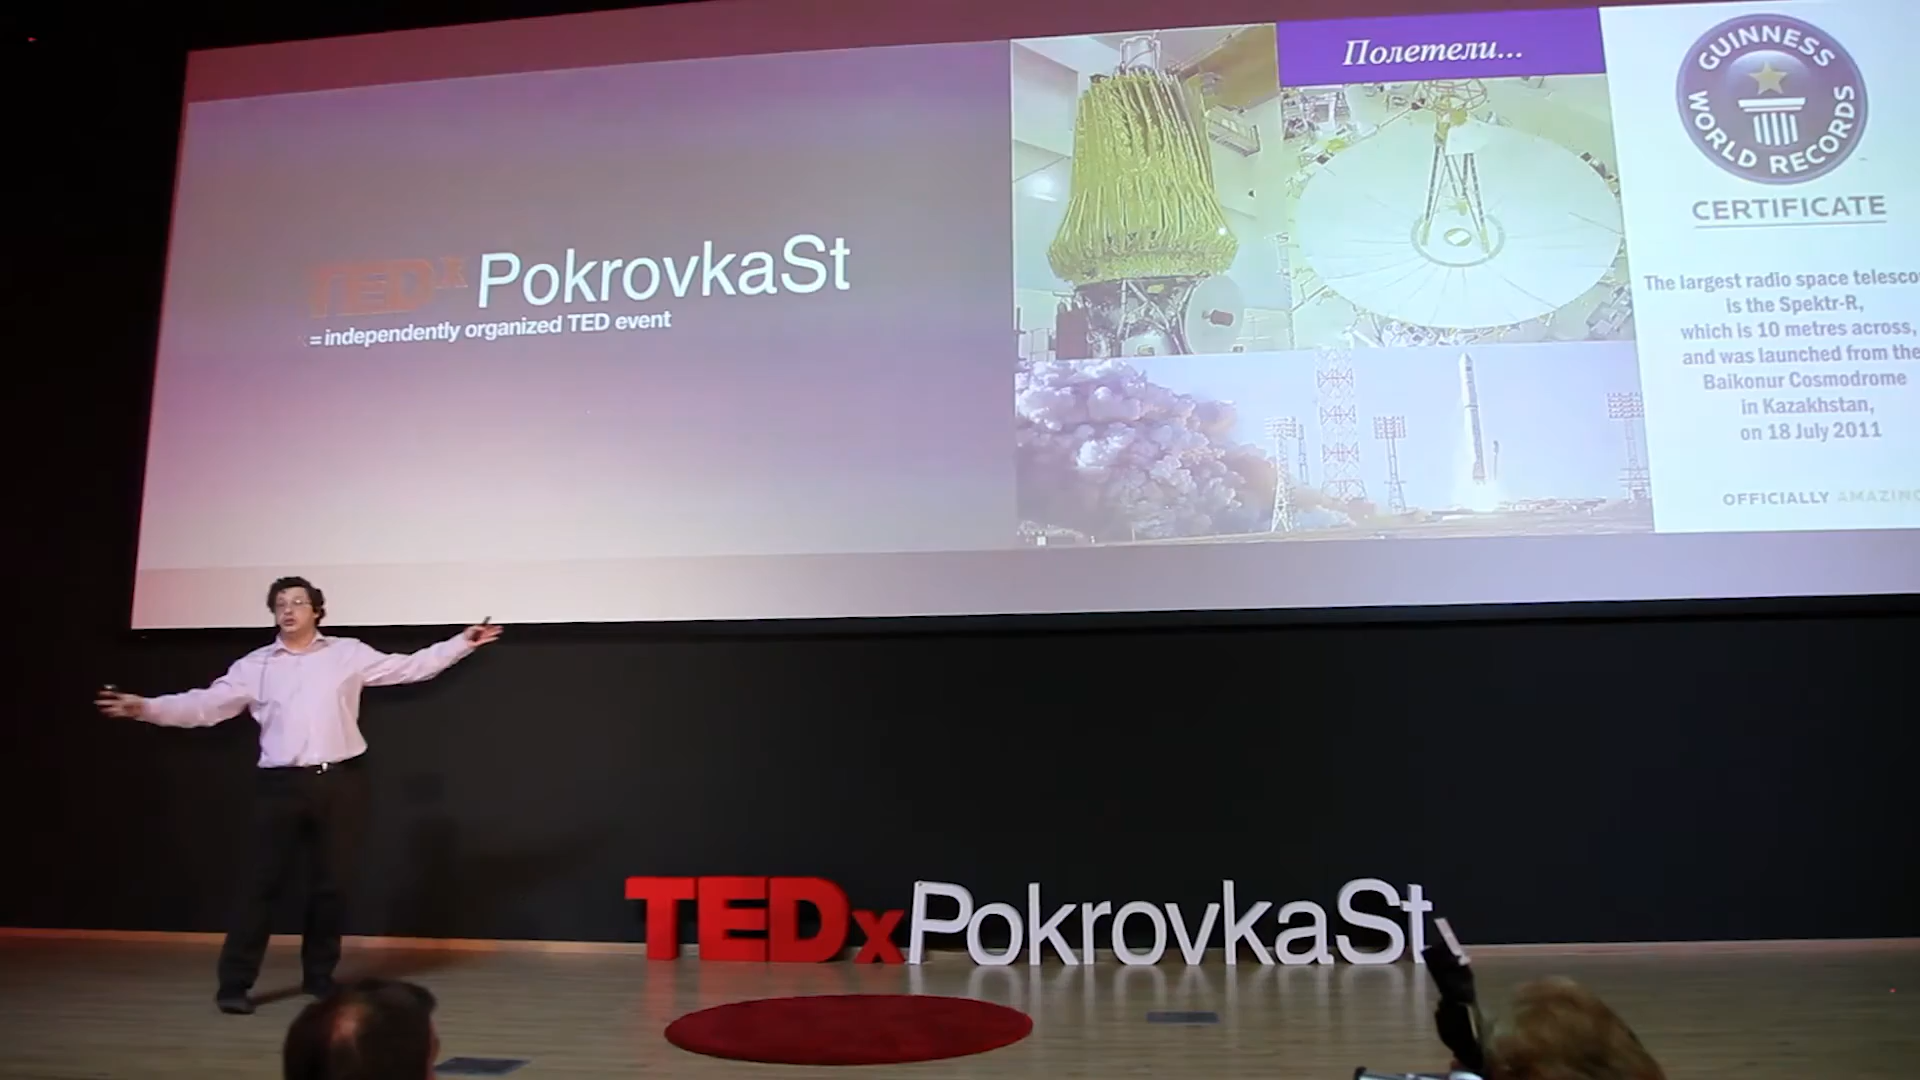 TEDx PokrovkaSt
= independently organized TED event
Полетели...
GUINNESS
WORLD RECORDS
CERTIFICATE
The largest radio space
is the Spektr-R,
which is 10 metres across,
and was launched from the
Baikonur Cosmodrome
in Kazakhstan,
on 18 July 2011
OFFICIALLY
TEDxPokrovkaSt